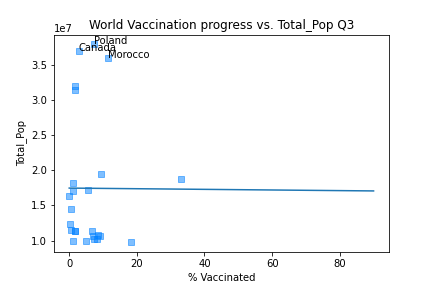 World Vaccination progress vs. Total_Pop Q3
1e7
Poland
Canada
Morocco
3.5
3.0
2.5
2.0
1.5
1.0
Total_Pop
0
20
40
60
80
% Vaccinated